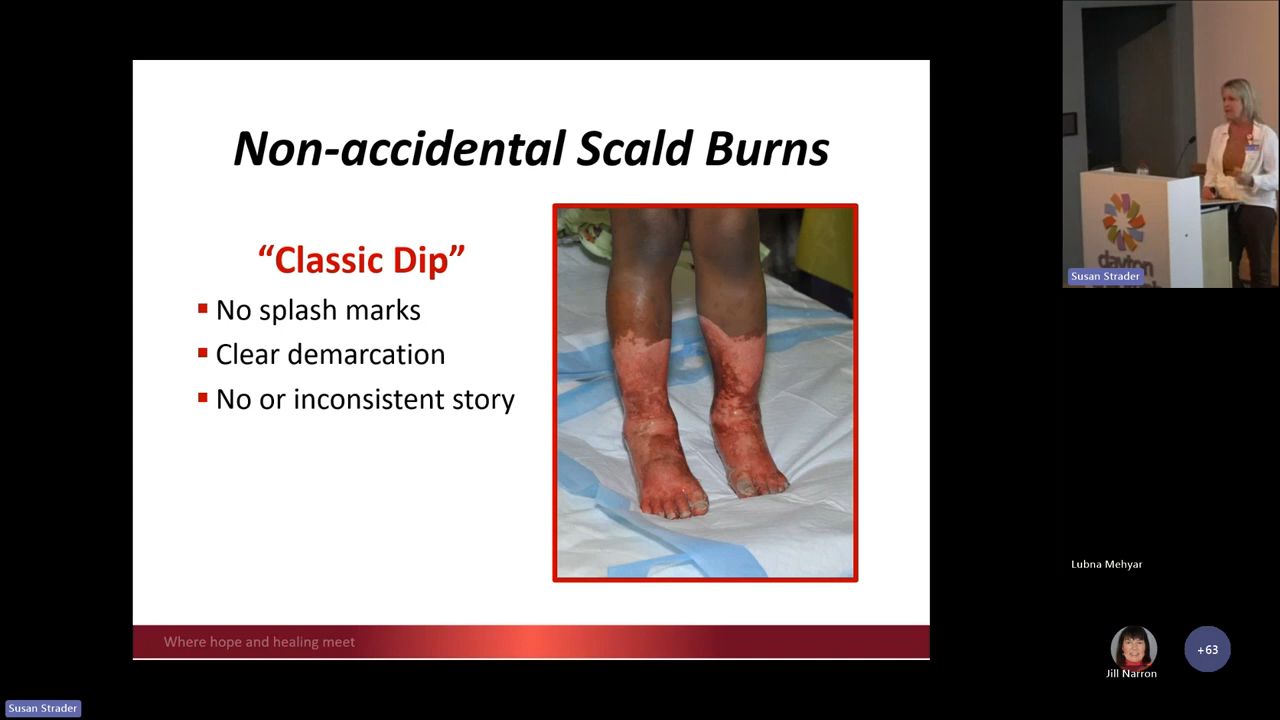 Non-accidental Scald Burns
“Classic Dip”
No splash marks
Clear demarcation
No or inconsistent story
Where hope and healing meet
dayton
Susan Strader
Lubna Mehyar
Jill Narron
+63
Susan Strader